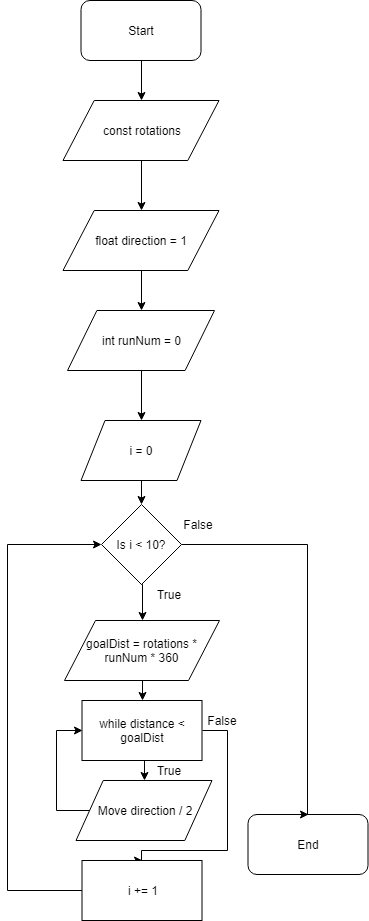 Start
const rotations
float direction = 1
int runNum = 0
i = 0
Is i < 10?
False
True
goalDist = rotations *
runNum * 360
while distance <
goalDist
False
True
Move direction / 2
End
i += 1